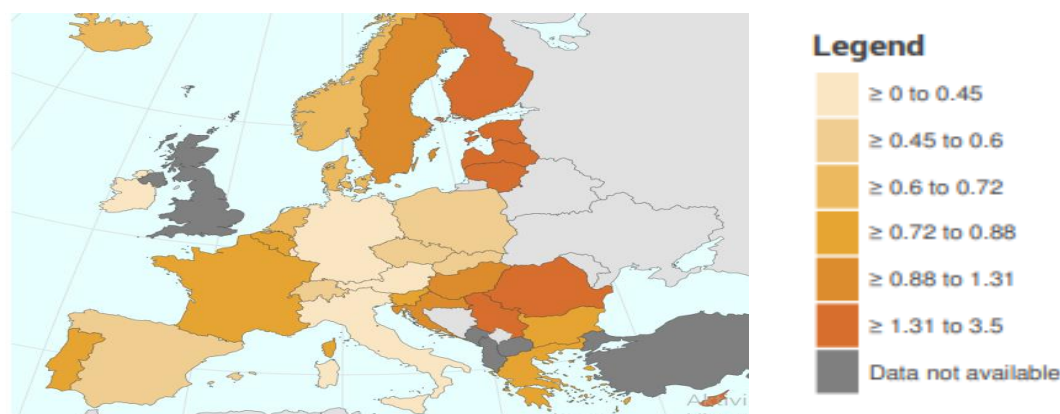 Legend
≥ 0 to 0.45
≥ 0.45 to 0.6
≥ 0.6 to 0.72
≥ 0.72 to 0.88
≥ 0.88 to 1.31
≥ 1.31 to 3.5
Data not available